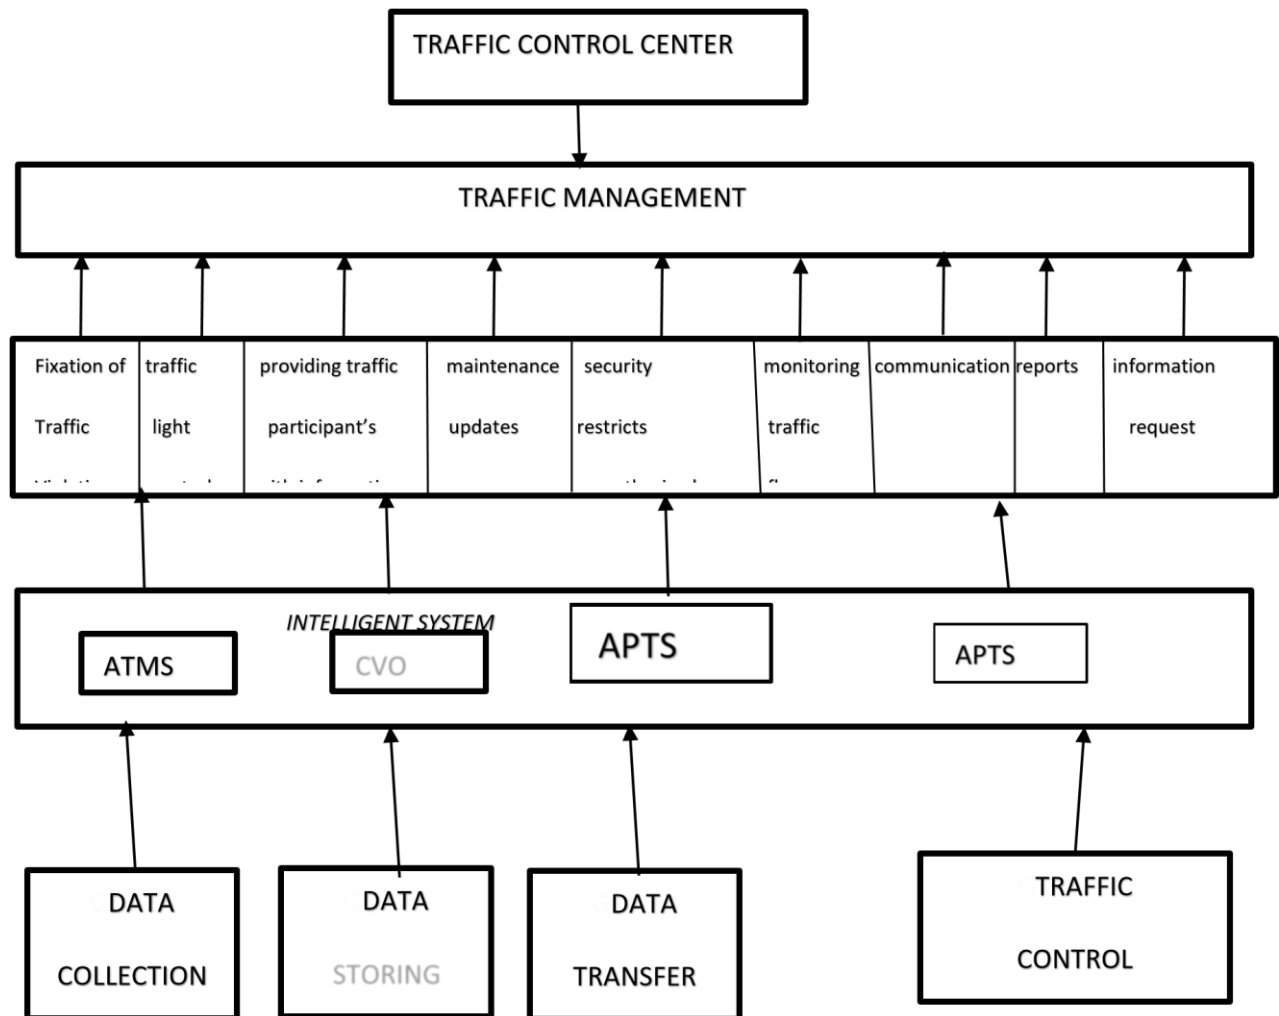 TRAFFIC CONTROL CENTER
TRAFFIC MANAGEMENT
Fixation of
Traffic
traffic
light
providing traffic
participant’s
maintenance
updates
security
restricts
monitoring
traffic
communication
reports
information
request
INTELLIGENT SYSTEM
ATMS
CVO
APTS
APTS
DATA
COLLECTION
DATA
STORING
DATA
TRANSFER
TRAFFIC
CONTROL